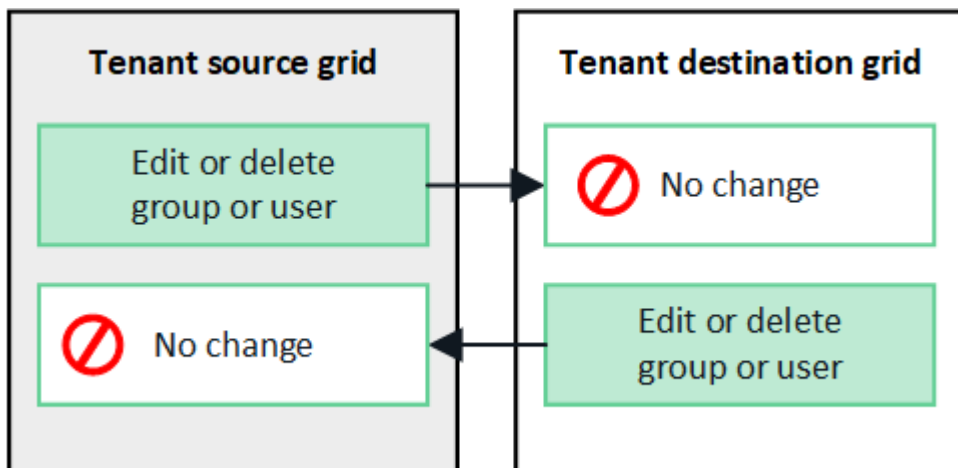 Tenant source grid
Edit or delete
group or user
No change
Tenant destination grid
No change
Edit or delete
group or user